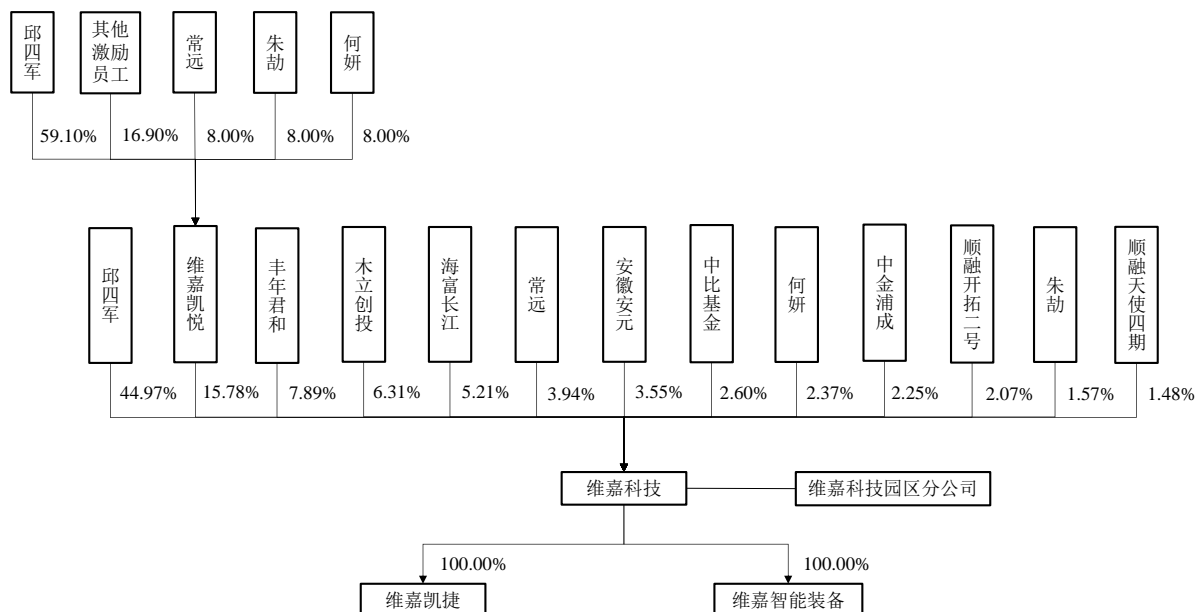 邱四军
其他
激励
员工
常远
朱劼
何妍
59.10%
16.90%
8.00%
8.00%
8.00%
邱四军
维嘉凯悦
丰年君和
木立创投
海富长江
常远
安徽安元
中比基金
何妍
中金浦成
顺融开拓二号
朱劼
顺融天使四期
44.97%
15.78%
7.89%
6.31%
5.21%
3.94%
3.55%
2.60%
2.37%
2.25%
2.07%
1.57%
1.48%
维嘉科技
维嘉科技园区分公司
100.00%
100.00%
维嘉凯捷
维嘉智能装备